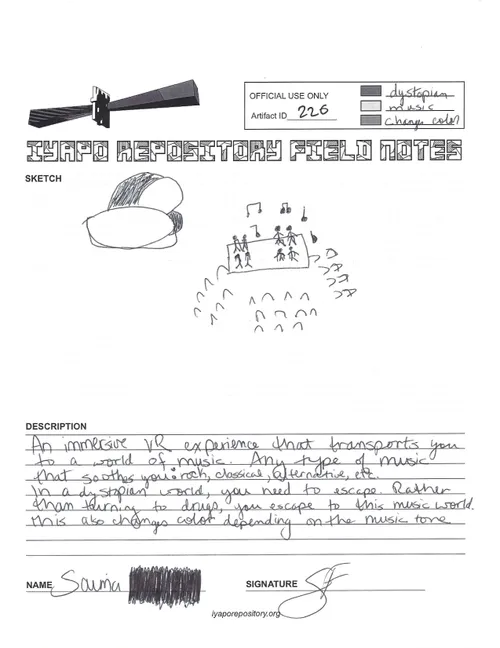 OFFICIAL USE ONLY
Artifact ID 226
dystopian
music
change color
IYAPO REPOSITORY FIELD NOTES
SKETCH
DESCRIPTION
An immersive VR experience that transports you
to a world of music. Any type of music
that soothes you: rock, classical, alternative, etc.
In a dystopian world, you need to escape. Rather
than turning to drugs, you escape to this music world.
this also changes color depending on the music tone
NAME Saima
SIGNATURE
iyaporepository.org